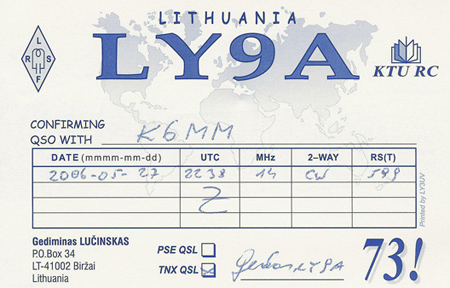 LITHUANIA
LRSF
LY9A
KTU RC
CONFIRMING
QSO WITH K6MM
DATE (mmmm-mm-dd) UTC MHz 2-WAY RS(T)
2006-05-27 2238 14 CW 599
Z
Printed by LY3UV
Gediminas LUČINSKAS
P.O.Box 34
LT-41002 Biržai
Lithuania
PSE QSL
TNX QSL
LY9A
73!